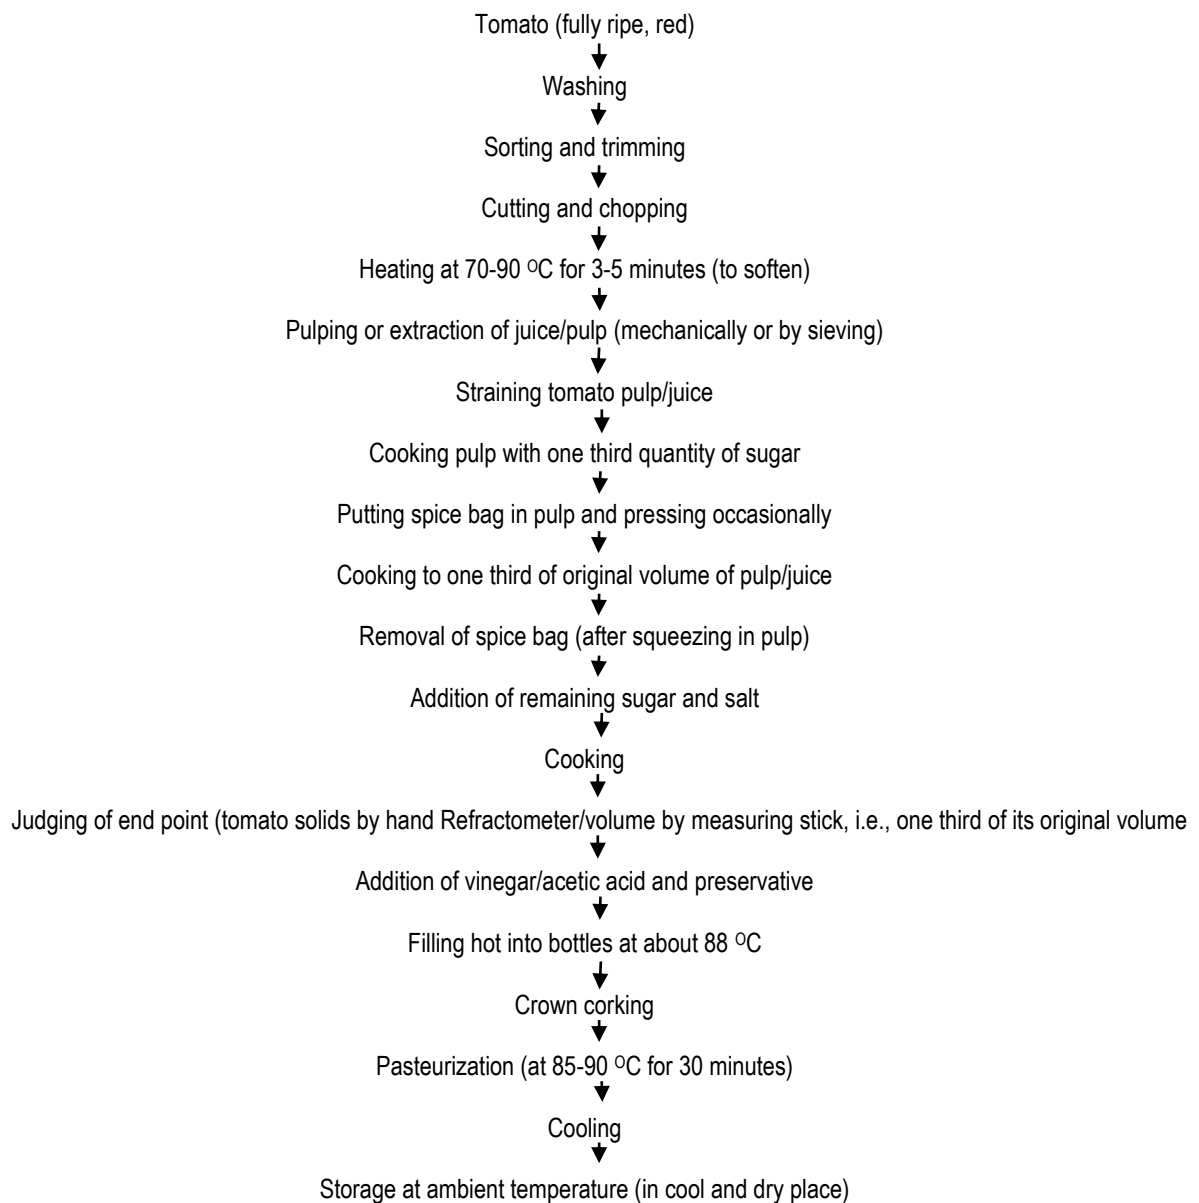 Tomato (fully ripe, red)
Washing
Sorting and trimming
Cutting and chopping
Heating at 70-90 ᴼC for 3-5 minutes (to soften)
Pulping or extraction of juice/pulp (mechanically or by sieving)
Straining tomato pulp/juice
Cooking pulp with one third quantity of sugar
Putting spice bag in pulp and pressing occasionally
Cooking to one third of original volume of pulp/juice
Removal of spice bag (after squeezing in pulp)
Addition of remaining sugar and salt
Cooking
Judging of end point (tomato solids by hand Refractometer/volume by measuring stick, i.e., one third of its original volume
Addition of vinegar/acetic acid and preservative
Filling hot into bottles at about 88 ᴼC
Crown corking
Pasteurization (at 85-90 ᴼC for 30 minutes)
Cooling
Storage at ambient temperature (in cool and dry place)